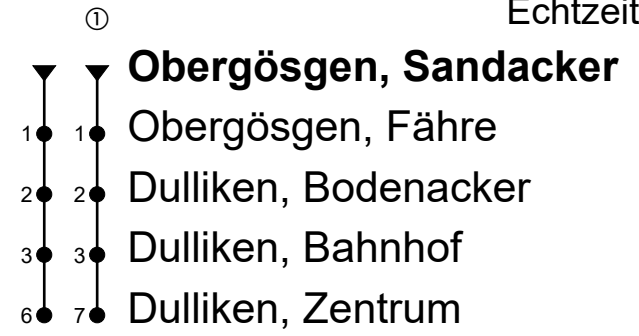 Echtzeit
①
Obergösgen, Sandacker
1 1 Obergösgen, Fähre
2 2 Dulliken, Bodenacker
3 3 Dulliken, Bahnhof
6 7 Dulliken, Zentrum